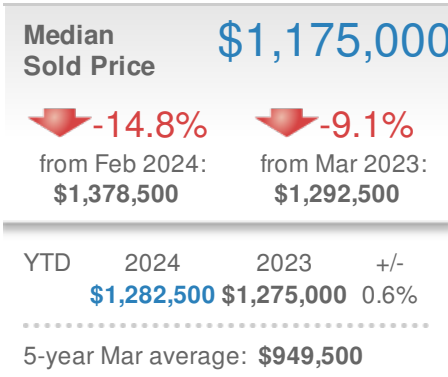 Median $1,175,000
Sold Price
-14.8% -9.1%
from Feb 2024: from Mar 2023:
$1,378,500 $1,292,500
YTD 2024 2023 +/-
$1,282,500 $1,275,000 0.6%
5-year Mar average: $949,500